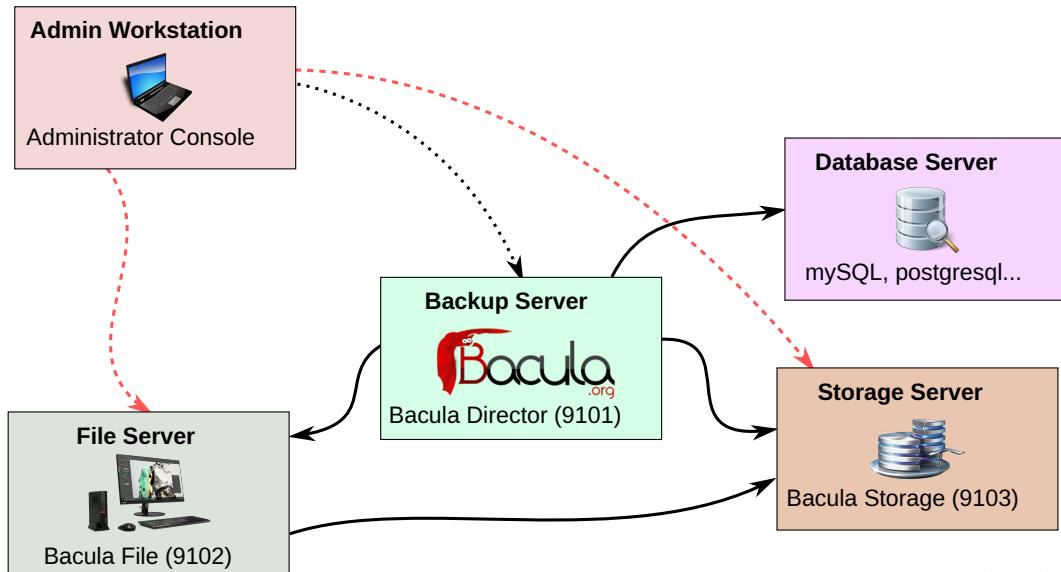 Admin Workstation
Administrator Console
Database Server
mySQL, postgresql...
Backup Server
Bacula
.org
Bacula Director (9101)
Storage Server
Bacula Storage (9103)
File Server
Bacula File (9102)